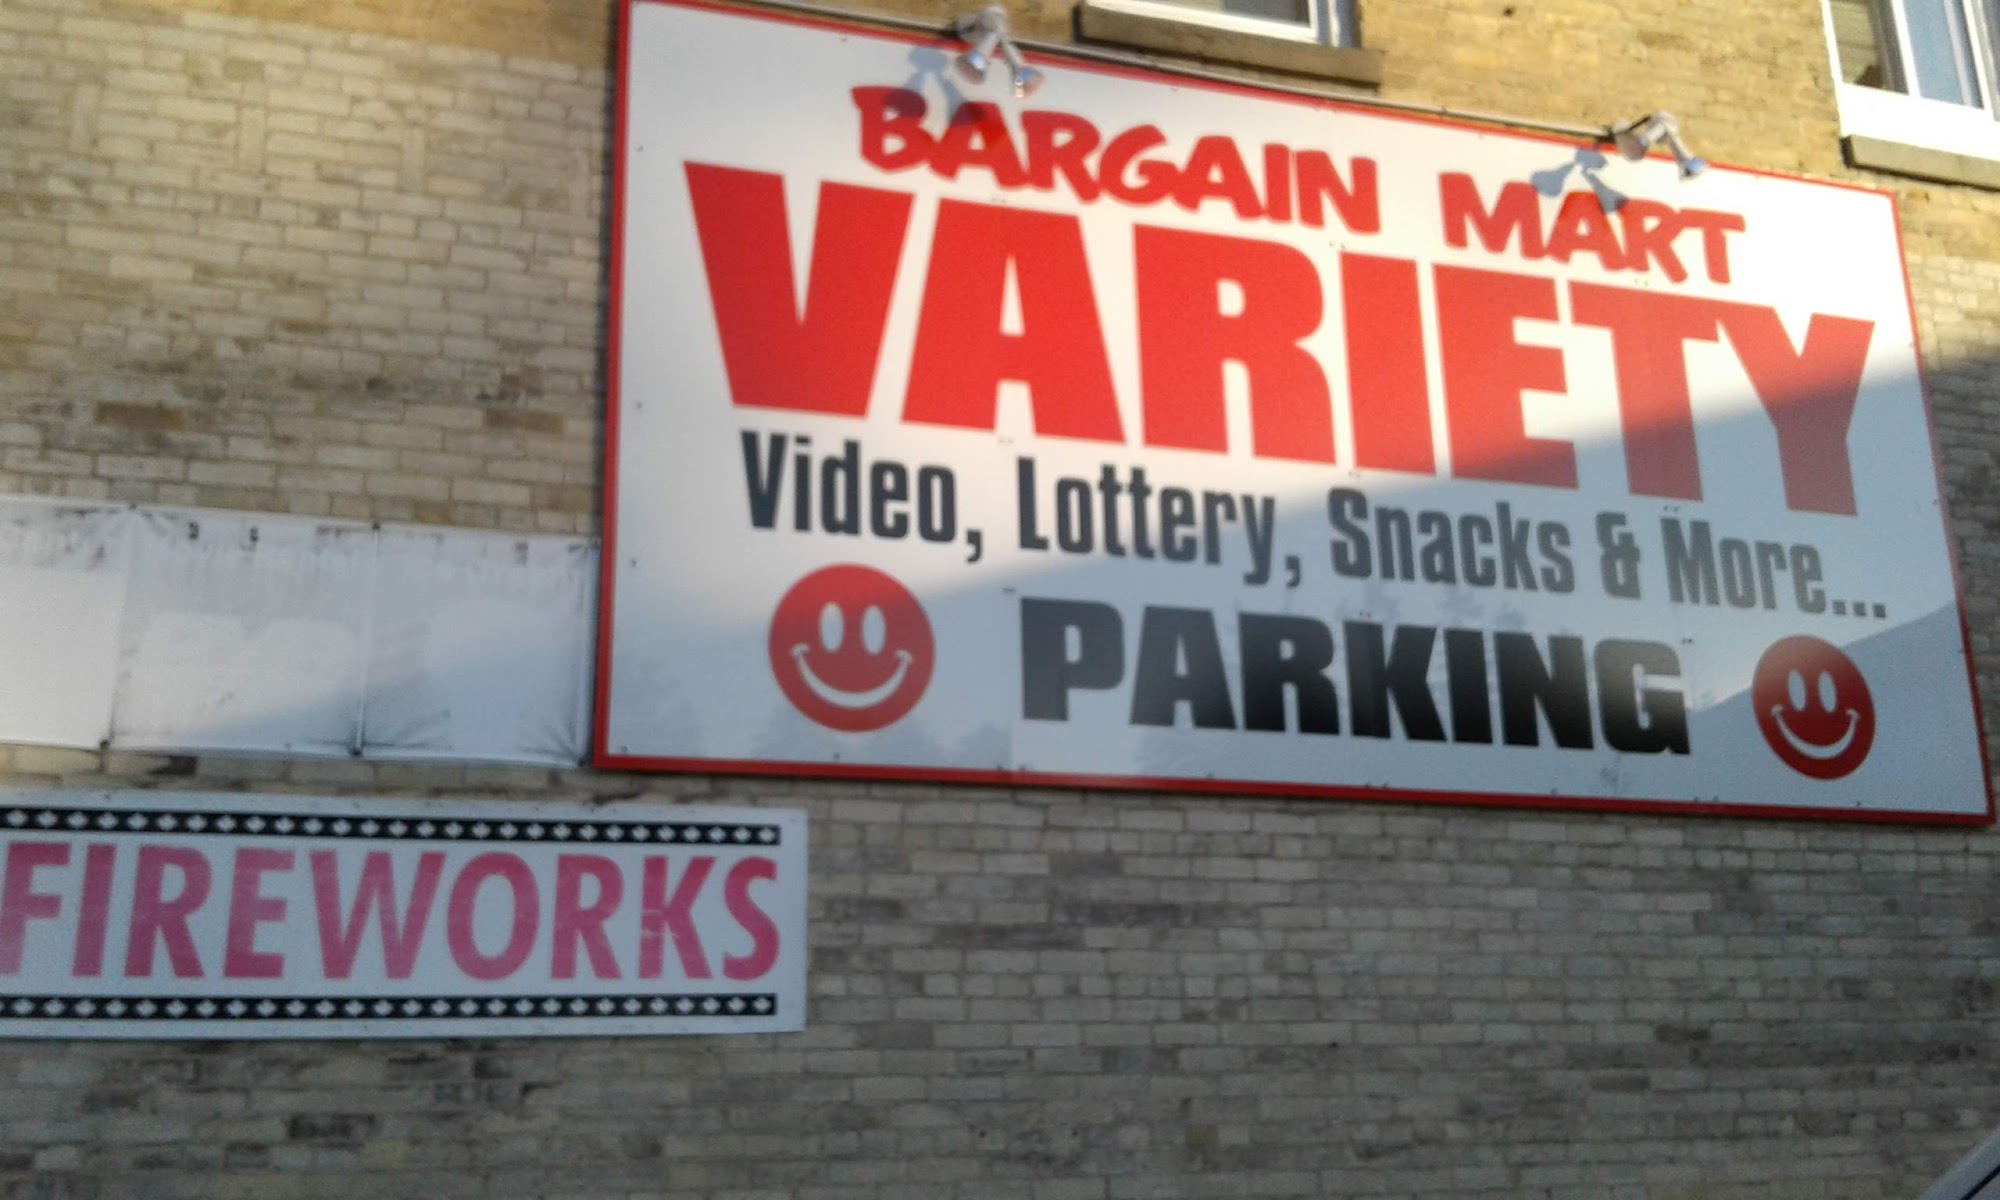 BARGAIN MART
VARIETY
Video, Lottery, Snacks & More...
PARKING
FIREWORKS